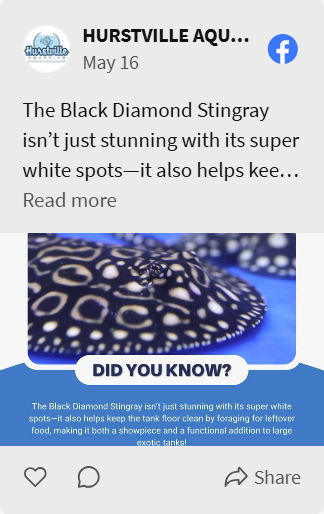 Hurstville
HURSTVILLE AQU...
May 16
The Black Diamond Stingray
isn't just stunning with its super
white spots—it also helps kee...
Read more
DID YOU KNOW?
The Black Diamond Stingray isn't just stunning with its super white
spots—it also helps keep the tank floor clean by foraging for leftover
food, making it both a showpiece and a functional addition to large
exotic tanks!
Share